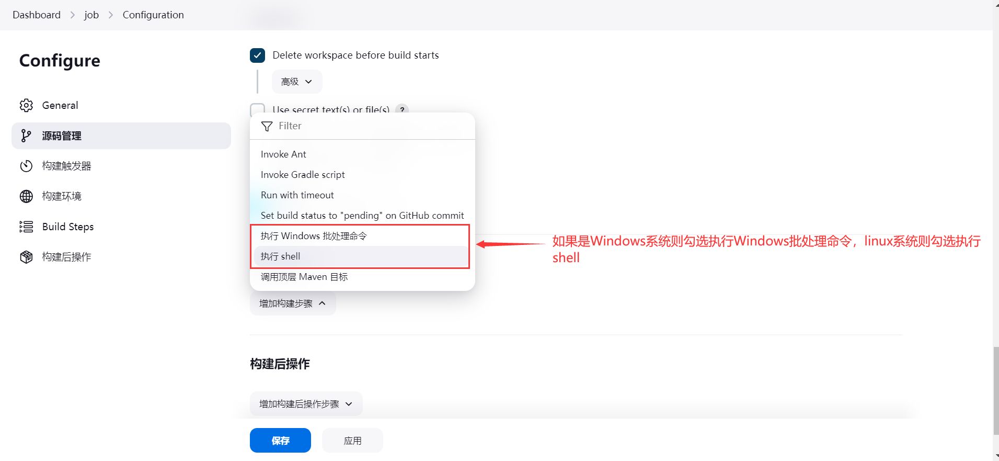 Dashboard
job
Configuration
Configure
General
源码管理
构建触发器
构建环境
Build Steps
构建后操作
Delete workspace before build starts
高级
Use secret text(s) or file(s)
?
Filter
Invoke Ant
Invoke Gradle script
Run with timeout
Set build status to "pending" on GitHub commit
执行 Windows 批处理命令
执行 shell
调用顶层 Maven 目标
如果是Windows系统则勾选执行Windows批处理命令，linux系统则勾选执行
shell
增加构建步骤
构建后操作
增加构建后操作步骤
保存
应用